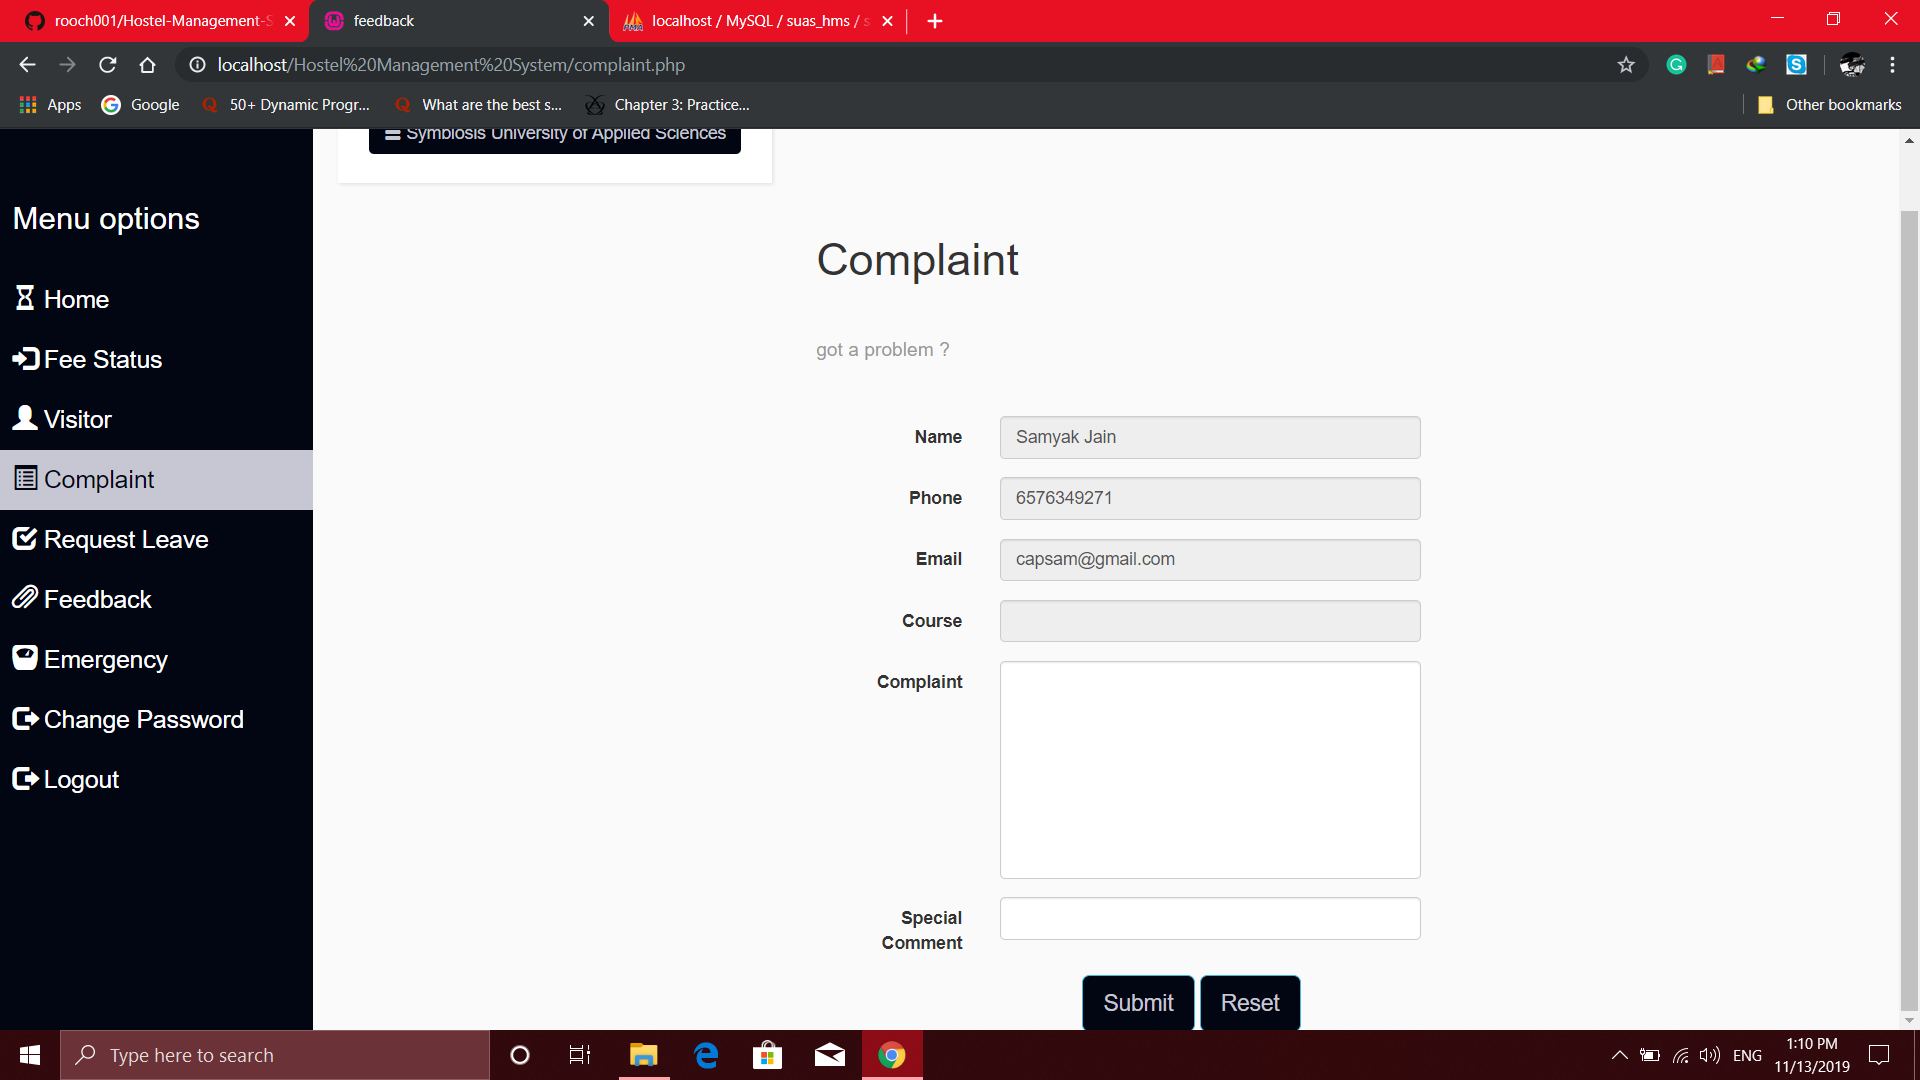 rooch001/Hostel-Management-S
feedback
localhost / MySQL / suas_hms / s
localhost/Hostel%20Management%20System/complaint.php
Apps
Google
50+ Dynamic Progr...
What are the best s...
Chapter 3: Practice...
Other bookmarks
Symbiosis University of Applied Sciences
Menu options
Home
Fee Status
Visitor
Complaint
Request Leave
Feedback
Emergency
Change Password
Logout
Complaint
got a problem ?
Name
Samyak Jain
Phone
6576349271
Email
capsam@gmail.com
Course
Complaint
Special
Comment
Submit
Reset
Type here to search
ENG
1:10 PM
11/13/2019